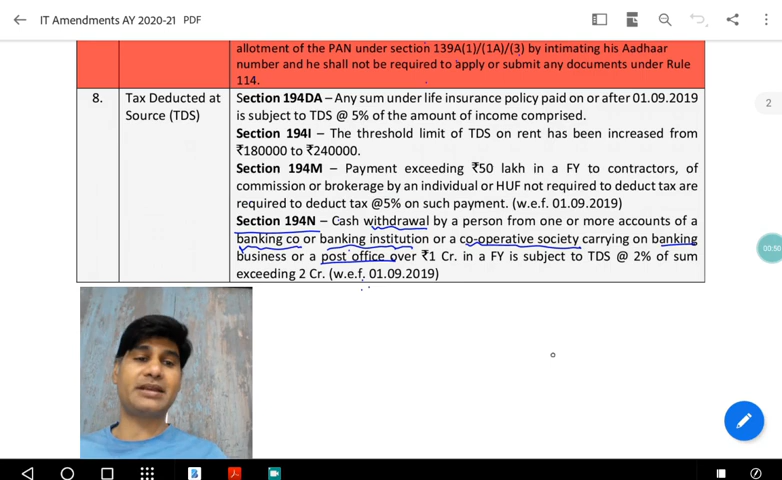 IT Amendments AY 2020-21 PDF
allotment of the PAN under section 139A(1)/(1A)/(3) by intimating his Aadhaar
number and he shall not be required to apply or submit any documents under Rule
114.
8. Tax Deducted at Source (TDS)
Section 194DA – Any sum under life insurance policy paid on or after 01.09.2019
is subject to TDS @ 5% of the amount of income comprised.
Section 194I – The threshold limit of TDS on rent has been increased from
₹180000 to ₹240000.
Section 194M – Payment exceeding ₹50 lakh in a FY to contractors, of
commission or brokerage by an individual or HUF not required to deduct tax are
required to deduct tax @5% on such payment. (w.e.f. 01.09.2019)
Section 194N – Cash withdrawal by a person from one or more accounts of a
banking co or banking institution or a co-operative society carrying on banking
business or a post office over ₹1 Cr. in a FY is subject to TDS @ 2% of sum
exceeding 2 Cr. (w.e.f. 01.09.2019)
2
00:50